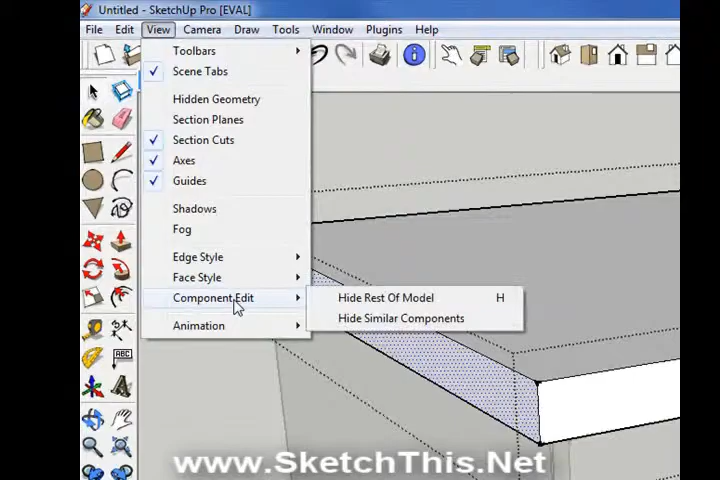 Untitled - SketchUp Pro [EVAL]
File Edit View Camera Draw Tools Window Plugins Help
Toolbars
Scene Tabs
Hidden Geometry
Section Planes
Section Cuts
Axes
Guides
Shadows
Fog
Edge Style
Face Style
Component Edit
Hide Rest Of Model H
Hide Similar Components
Animation
ABC
www.SketchThis.Net